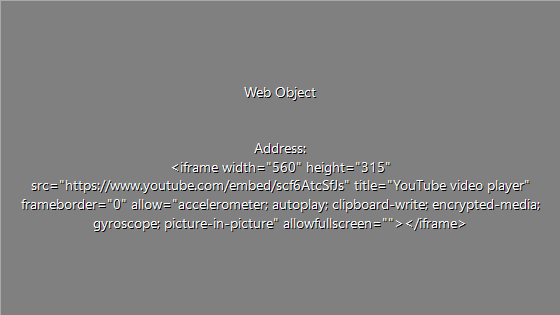 Web Object
Address:
<iframe width="560" height="315"
src="https://www.youtube.com/embed/scf6AtcSfJs" title="YouTube video player"
frameborder="0" allow="accelerometer; autoplay; clipboard-write; encrypted-media;
gyroscope; picture-in-picture" allowfullscreen=""></iframe>